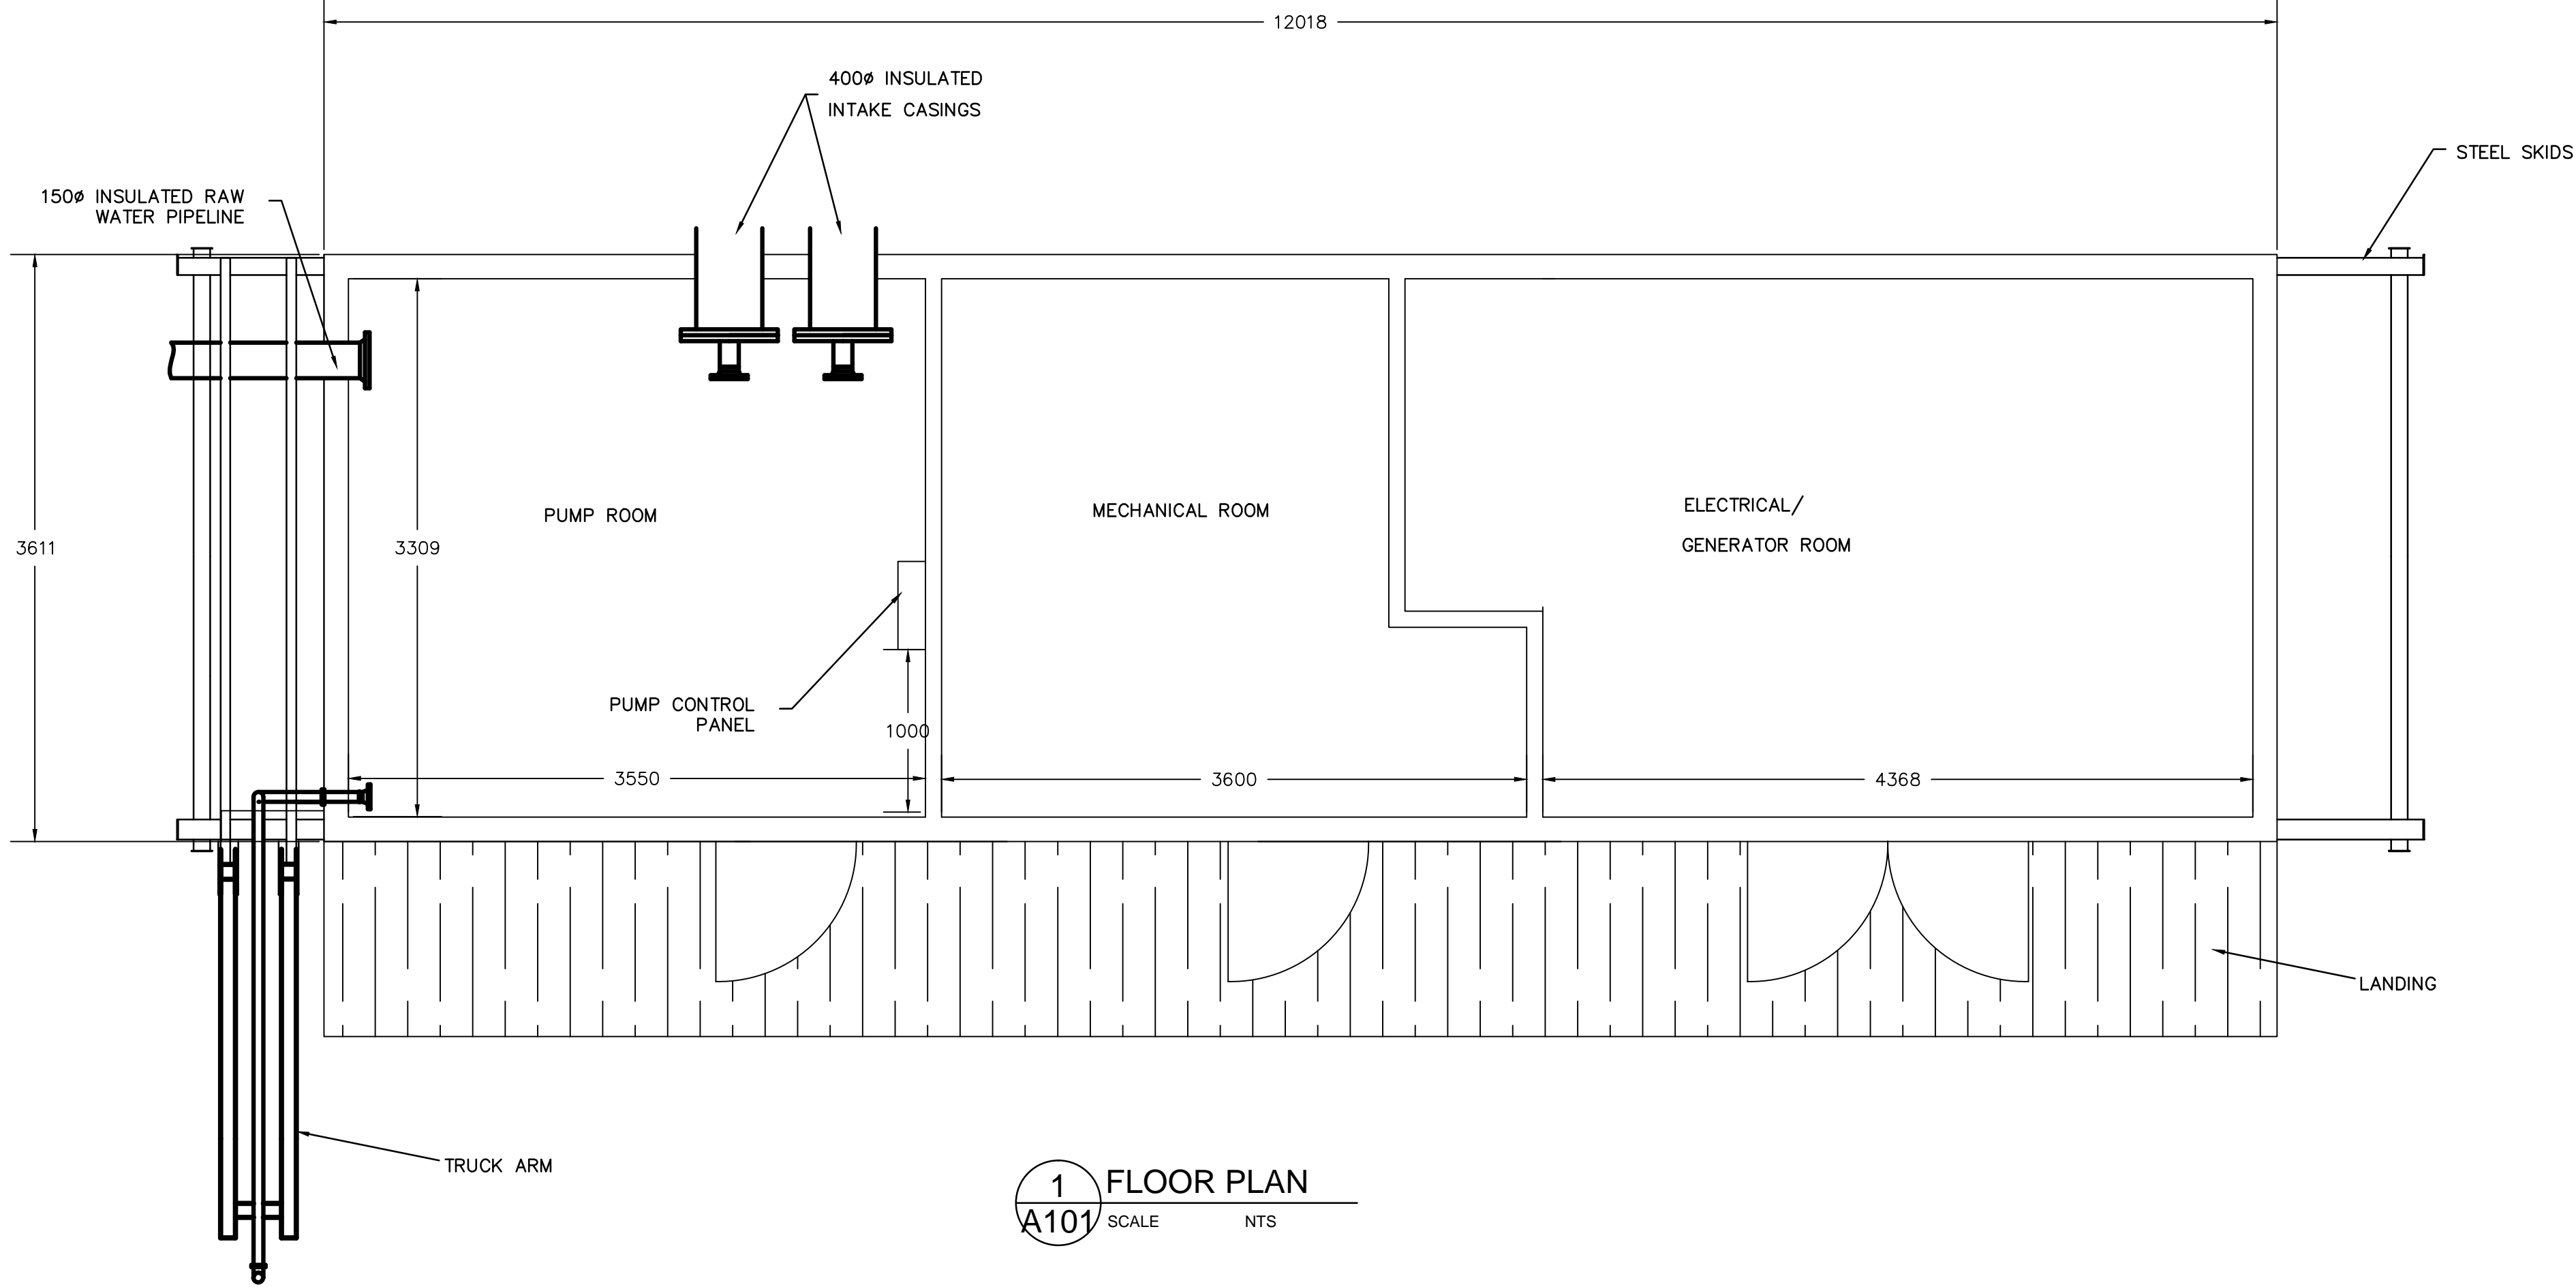 12018
400ø INSULATED
INTAKE CASINGS
STEEL SKIDS
150ø INSULATED RAW
WATER PIPELINE
ELECTRICAL/
GENERATOR ROOM
MECHANICAL ROOM
PUMP ROOM
3611
3309
PUMP CONTROL
PANEL
1000
3550
3600
4368
LANDING
TRUCK ARM
1
FLOOR PLAN
A101
SCALE NTS